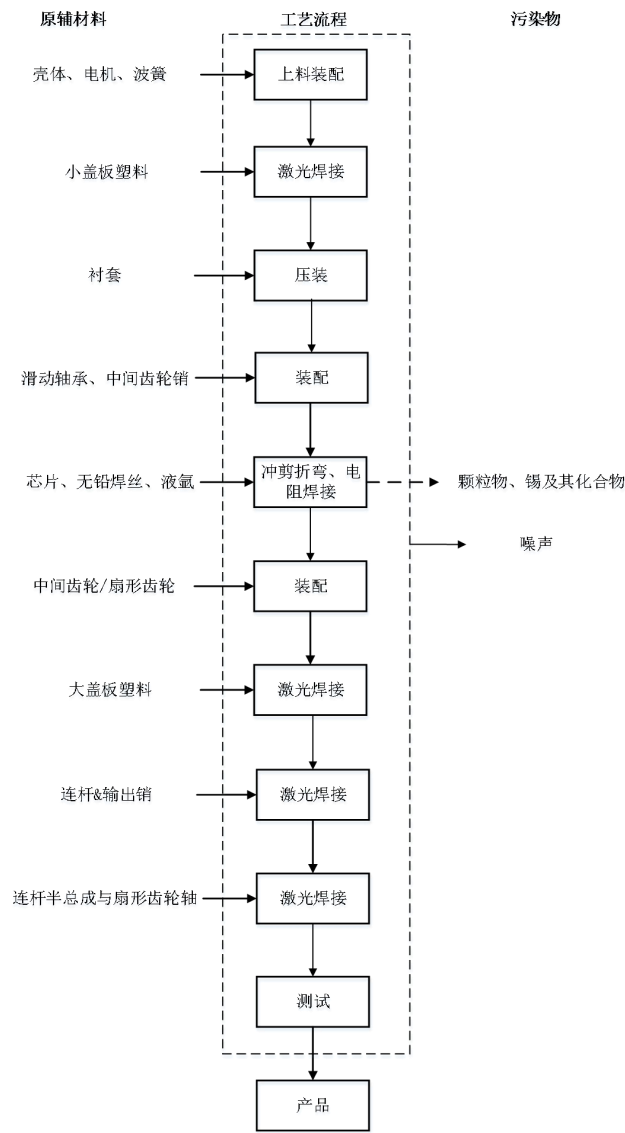 原辅材料
工艺流程
污染物
壳体、电机、波簧
上料装配
小盖板塑料
激光焊接
衬套
压装
滑动轴承、中间齿轮销
装配
芯片、无铅焊丝、液氩
冲剪折弯、电
阻焊接
颗粒物、锡及其化合物
噪声
中间齿轮/扇形齿轮
装配
大盖板塑料
激光焊接
连杆&输出销
激光焊接
连杆半总成与扇形齿轮轴
激光焊接
测试
产品